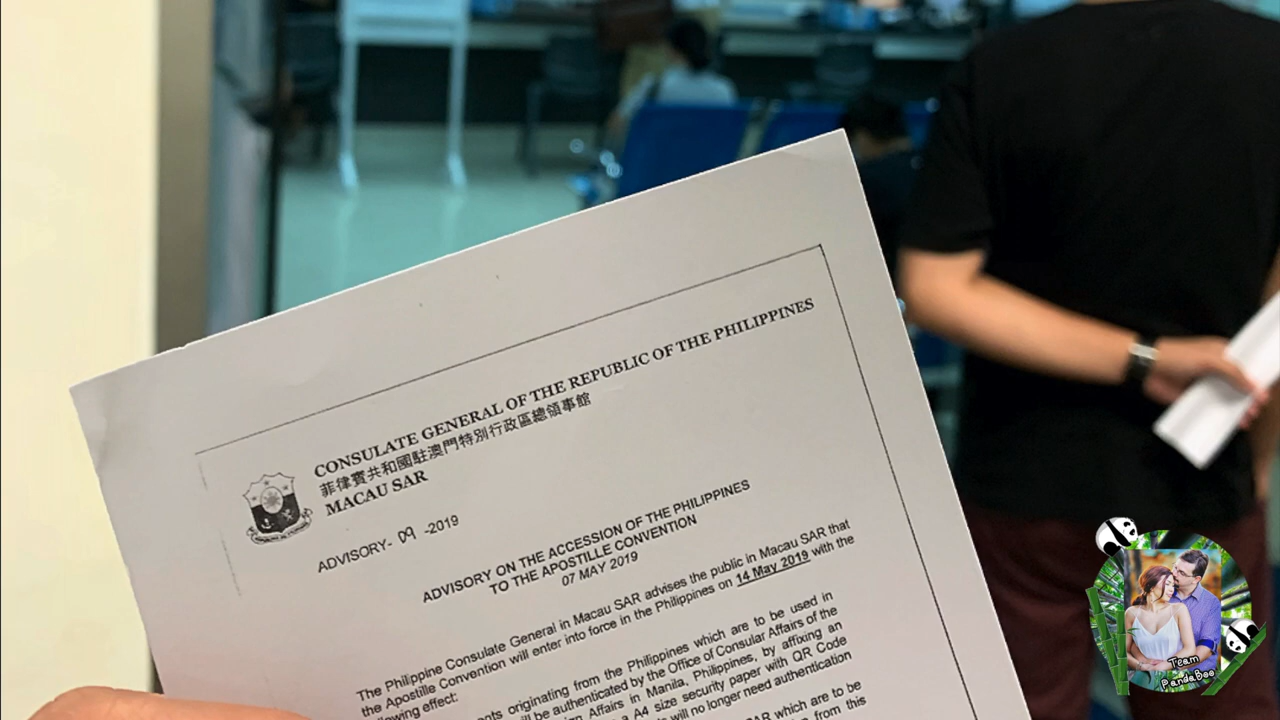 CONSULATE GENERAL OF THE REPUBLIC OF THE PHILIPPINES
菲律賓共和國駐澳門特別行政區總領事館
MACAU SAR
ADVISORY- 09 -2019
ADVISORY ON THE ACCESSION OF THE PHILIPPINES
TO THE APOSTILLE CONVENTION
07 MAY 2019
The Philippine Consulate General in Macau SAR advises the public in Macau SAR that
the Apostille Convention will enter into force in the Philippines on 14 May 2019 with the
lowing effect:
nts originating from the Philippines which are to be used in
ill be authenticated by the Office of Consular Affairs of the
ign Affairs in Manila, Philippines, by affixing an
a A4 size security paper with QR Code
s will no longer need authentication
SAR which are to be
from this
Team
PandaBoo